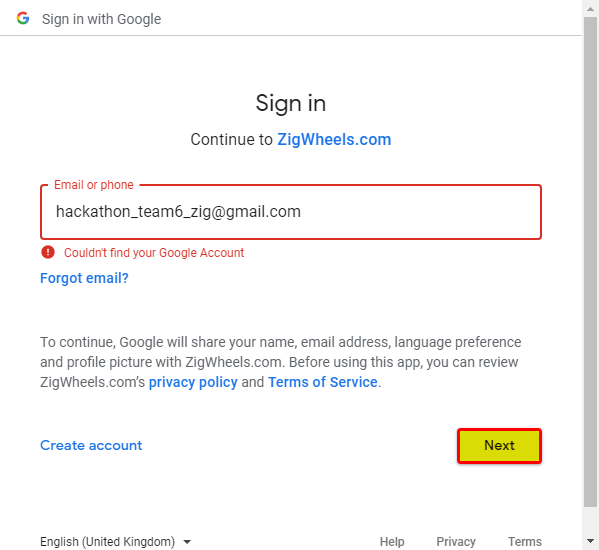 Sign in with Google
Sign in
Continue to ZigWheels.com
Email or phone
hackathon_team6_zig@gmail.com
Couldn't find your Google Account
Forgot email?
To continue, Google will share your name, email address, language preference
and profile picture with ZigWheels.com. Before using this app, you can review
ZigWheels.com’s privacy policy and Terms of Service.
Create account
Next
English (United Kingdom)
Help
Privacy
Terms